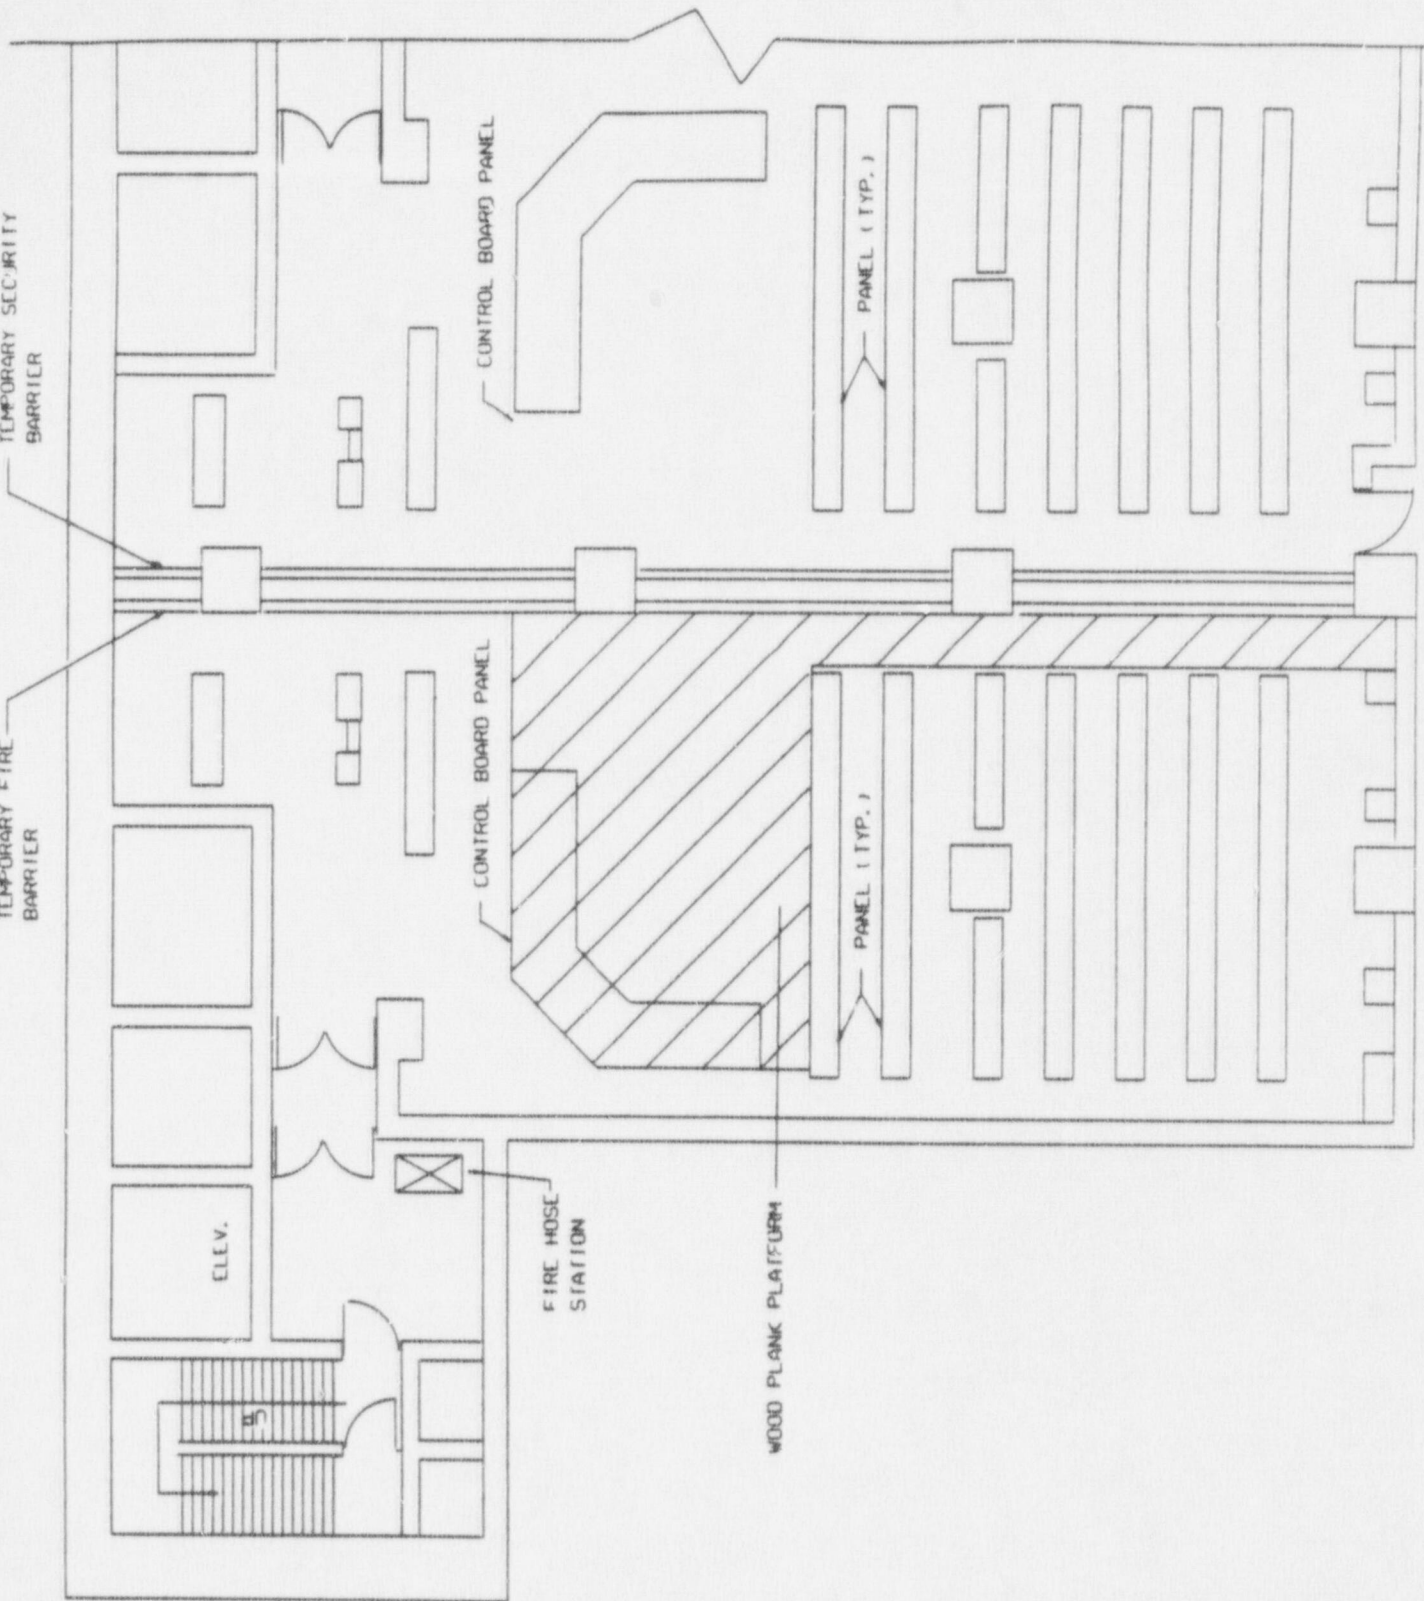 TEMPORARY SECURITY
BARRIER
TEMPORARY FIRE
BARRIER
CONTROL BOARD PANEL
PANEL (TYP.)
CONTROL BOARD PANEL
PANEL (TYP.)
ELEV.
FIRE HOSE
STATION
WOOD PLANK PLATFORM
UP